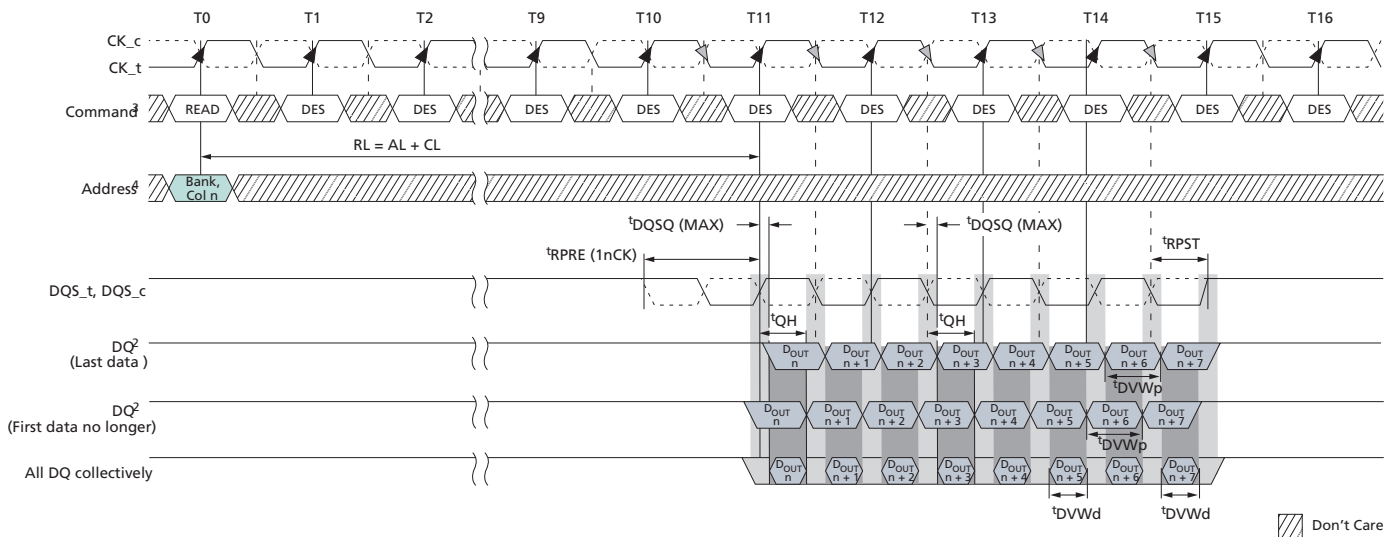 T0 T1 T2 T9 T10 T11 T12 T13 T14 T15 T16
CK_c
CK_t
Command3 READ DES DES DES DES DES DES DES DES DES DES
RL = AL + CL
Address4 Bank,
Col n
tDQSQ (MAX) tDQSQ (MAX)
tRPRE (1nCK) tRPST
DQS_t, DQS_c
tQH tQH
DQ2
(Last data )
DOUT n DOUT n + 1 DOUT n + 2 DOUT n + 3 DOUT n + 4 DOUT n + 5 DOUT n + 6 DOUT n + 7
tDVWp
DQ2
(First data no longer)
DOUT n DOUT n + 1 DOUT n + 2 DOUT n + 3 DOUT n + 4 DOUT n + 5 DOUT n + 6 DOUT n + 7
tDVWp
All DQ collectively
DOUT n DOUT n + 1 DOUT n + 2 DOUT n + 3 DOUT n + 4 DOUT n + 5 DOUT n + 6 DOUT n + 7
tDVWd tDVWd
Don't Care